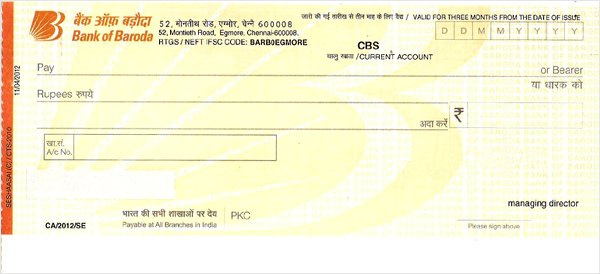 बैंक ऑफ़ बड़ौदा
Bank of Baroda
52, मोनतीथ रोड, एग्मोर, चेन्ने 600008
52, Montieth Road, Egmore, Chennai-600008.
RTGS / NEFT IFSC CODE: BARB0EGMORE
जारी की गई तारीख से तीन माह के लिए वैध / VALID FOR THREE MONTHS FROM THE DATE OF ISSUE
D D M M Y Y Y Y
CBS
चालु खाता /CURRENT ACCOUNT
Pay
or Bearer
या धारक को
Rupees रुपये
अदा करें
₹
खा.सं.
A/c No.
managing director
भारत की सभी शाखाओं पर देय
PKC
CA/2012/SE
Payable at All Branches in India
Please sign above
11/04/2012
SESHAASAI (C) / CTS-2010